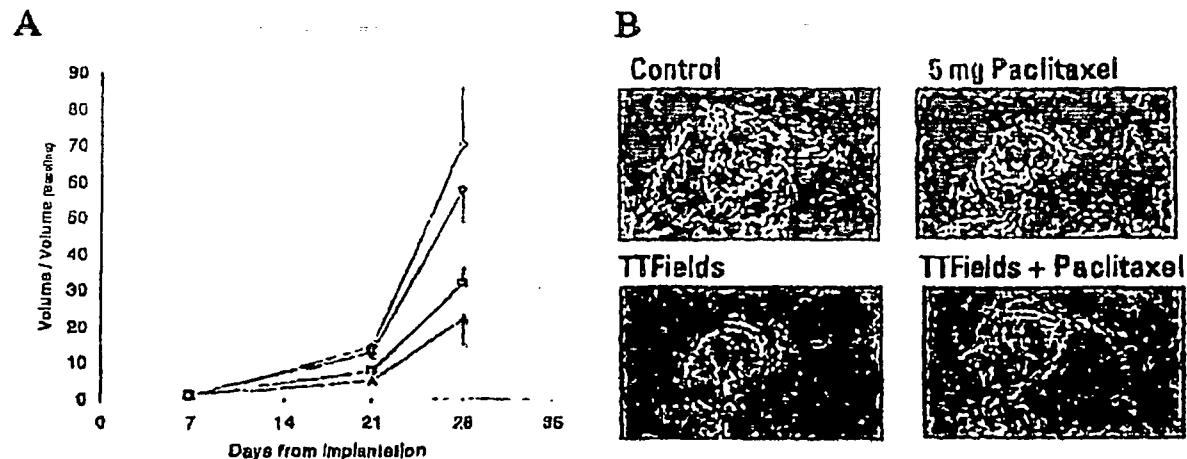 A
B
Control
5 mg Paclitaxel
TTFields
TTFields + Paclitaxel
90
80
70
60
50
40
30
20
10
0
Volume / Volume (baseline)
0 7 14 21 28 35
Days from Implantation